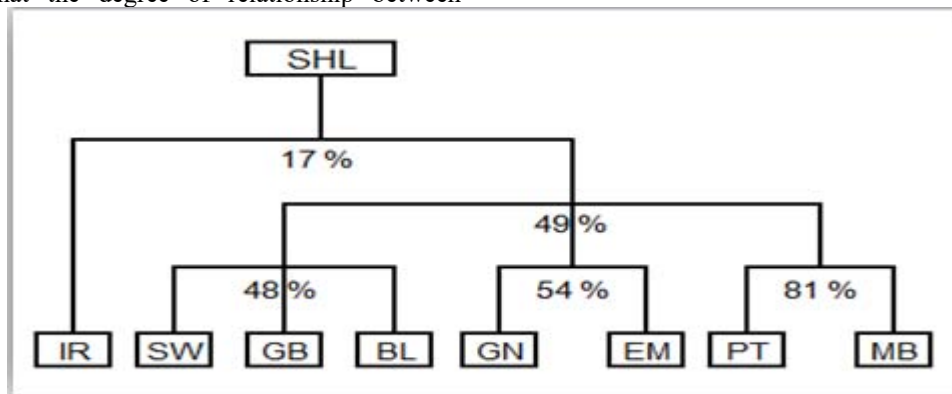 that the degree of relationship between
SHL
17 %
49 %
48 % 54 % 81 %
IR SW GB BL GN EM PT MB